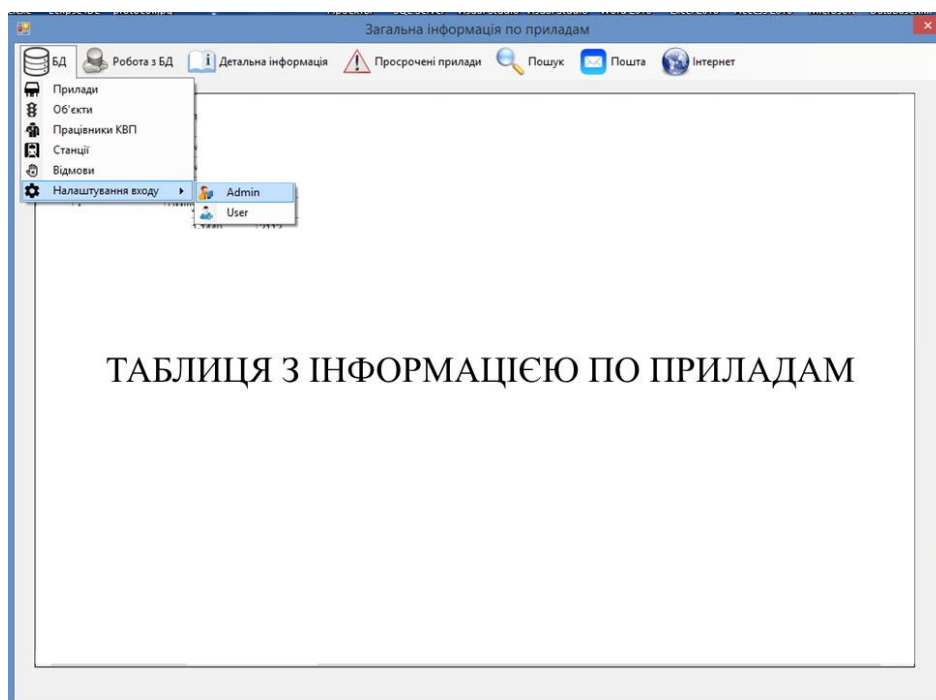 Загальна інформація по приладам
БД Робота з БД Детальна інформація Просрочені прилади Пошук Пошта Інтернет
Прилади
Об'єкти
Працівники КВП
Станції
Відмови
Налаштування входу Admin
User
ТАБЛИЦЯ З ІНФОРМАЦІЄЮ ПО ПРИЛАДАМ